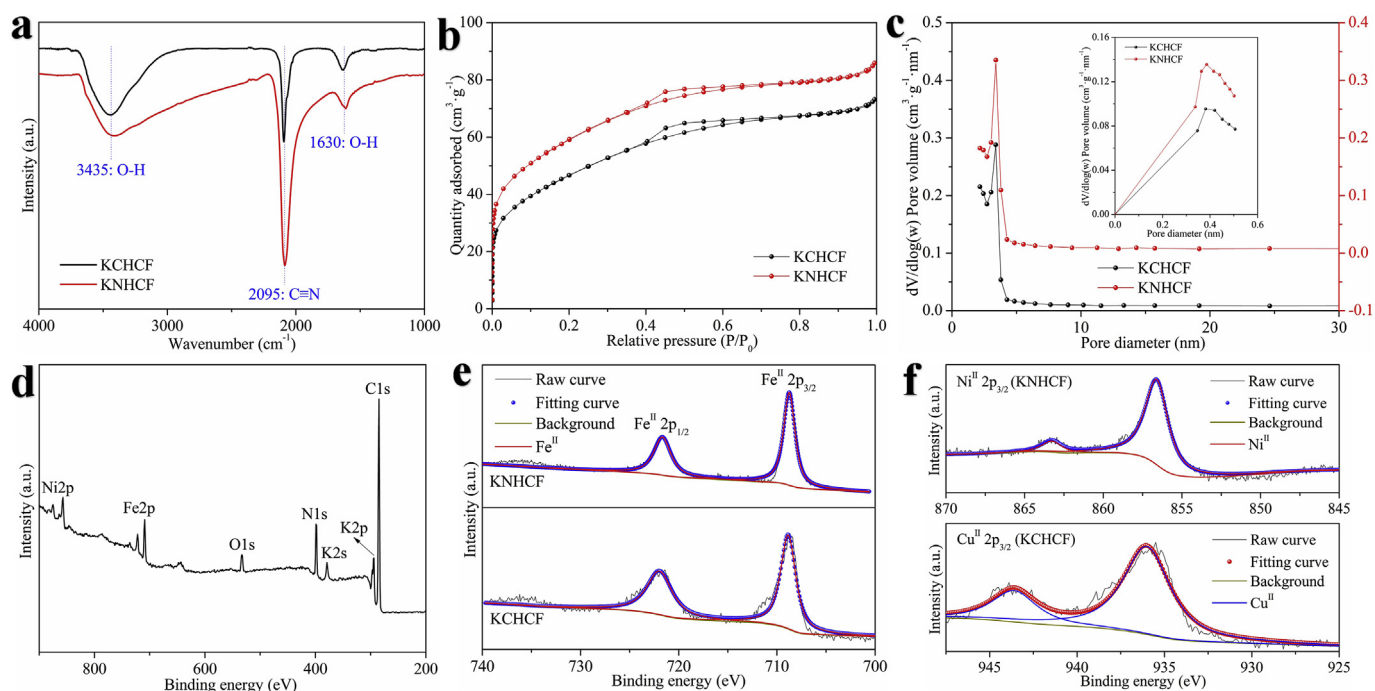 a
Intensity (a.u.)
3435: O-H
1630: O-H
2095: C≡N
KCHCF
KNHCF
4000 3000 2000 1000
Wavenumber (cm-1)
b
Quantity adsorbed (cm3·g-1)
100
80
60
40
20
0
KCHCF
KNHCF
0.0 0.2 0.4 0.6 0.8 1.0
Relative pressure (P/P0)
c
dV/dlog(w) Pore volume (cm3·g-1·nm-1)
0.5
0.4
0.3
0.2
0.1
0.0
0.4
0.3
0.2
0.1
0.0
-0.1
KCHCF
KNHCF
dV/dlog(w) Pore volume (cm3·g-1·nm-1)
0.16
0.12
0.08
0.04
0.00
0.0 0.2 0.4 0.6
Pore diameter (nm)
KCHCF
KNHCF
0 10 20 30
Pore diameter (nm)
d
Intensity (a.u.)
Ni2p
Fe2p
O1s
N1s
K2s
K2p
C1s
800 600 400 200
Binding energy (eV)
e
Intensity (a.u.)
Raw curve
Fitting curve
Background
FeII
FeII 2p1/2
FeII 2p3/2
KNHCF
KCHCF
740 730 720 710 700
Binding energy (eV)
f
Intensity (a.u.)
NiII 2p3/2 (KNHCF)
Raw curve
Fitting curve
Background
NiII
870 865 860 855 850 845
Intensity (a.u.)
CuII 2p3/2 (KCHCF)
Raw curve
Fitting curve
Background
CuII
945 940 935 930 925
Binding energy (eV)